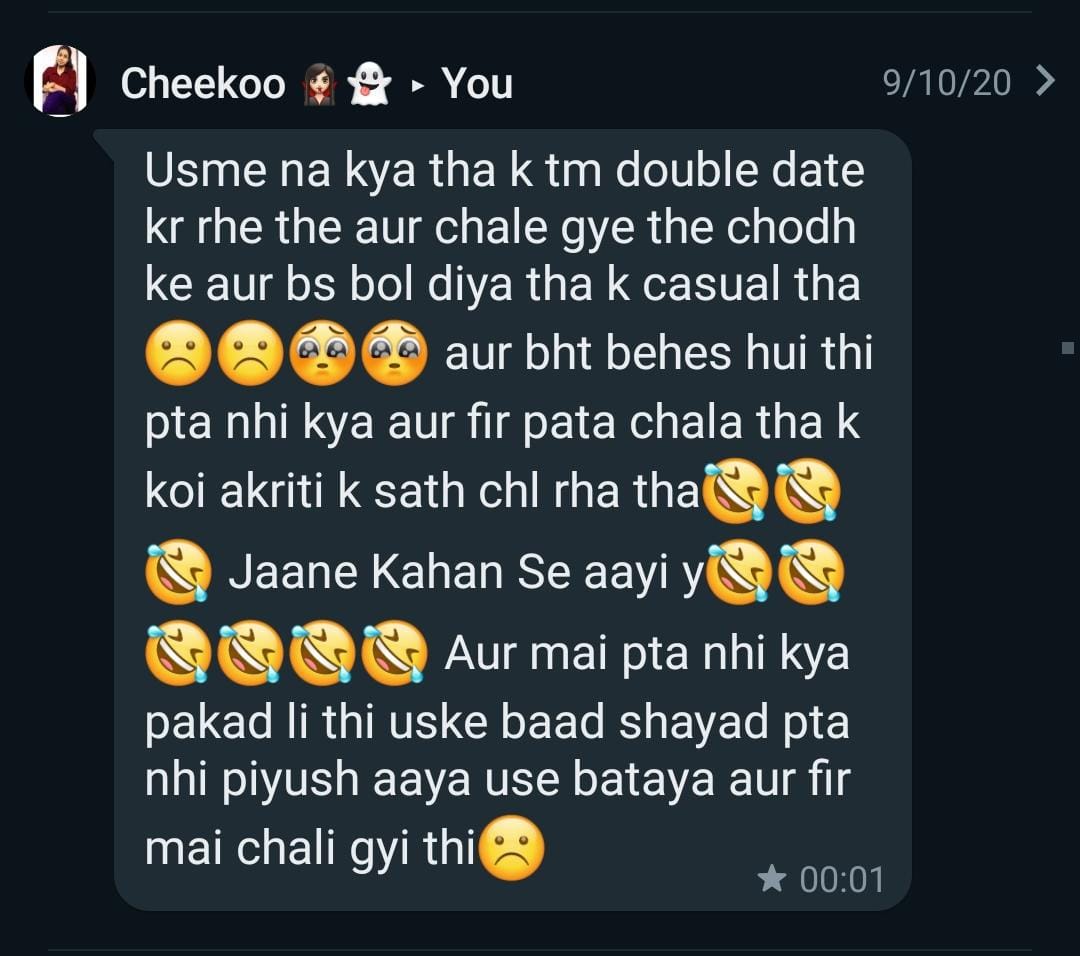 Cheekoo 🧛🏻‍♀️👻 ▸ You 9/10/20
Usme na kya tha k tm double date
kr rhe the aur chale gye the chodh
ke aur bs bol diya tha k casual tha
☹️☹️🥺🥺 aur bht behes hui thi
pta nhi kya aur fir pata chala tha k
koi akriti k sath chl rha tha🤣🤣
🤣 Jaane Kahan Se aayi y🤣🤣
🤣🤣🤣🤣 Aur mai pta nhi kya
pakad li thi uske baad shayad pta
nhi piyush aaya use bataya aur fir
mai chali gyi thi☹️
★ 00:01